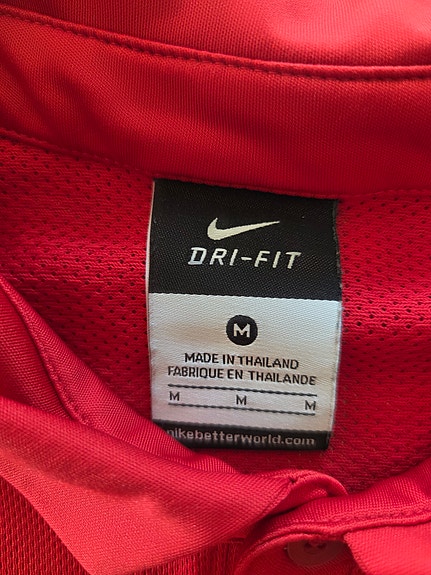 DRI-FIT
M
MADE IN THAILAND
FABRIQUE EN THAILANDE
M M M
nikebetterworld.com